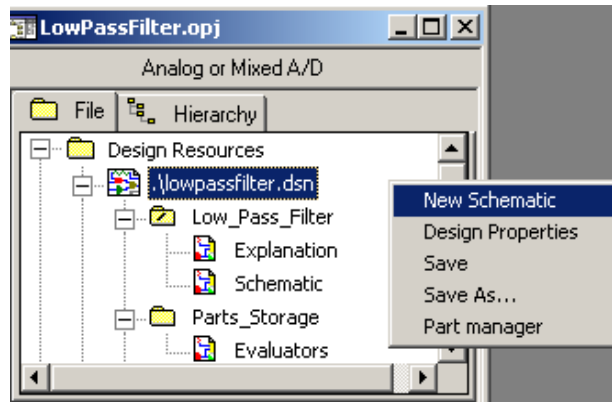 LowPassFilter.opj
Analog or Mixed A/D
File Hierarchy
Design Resources
.\lowpassfilter.dsn
Low_Pass_Filter
Explanation
Schematic
Parts_Storage
Evaluators
New Schematic
Design Properties
Save
Save As...
Part manager